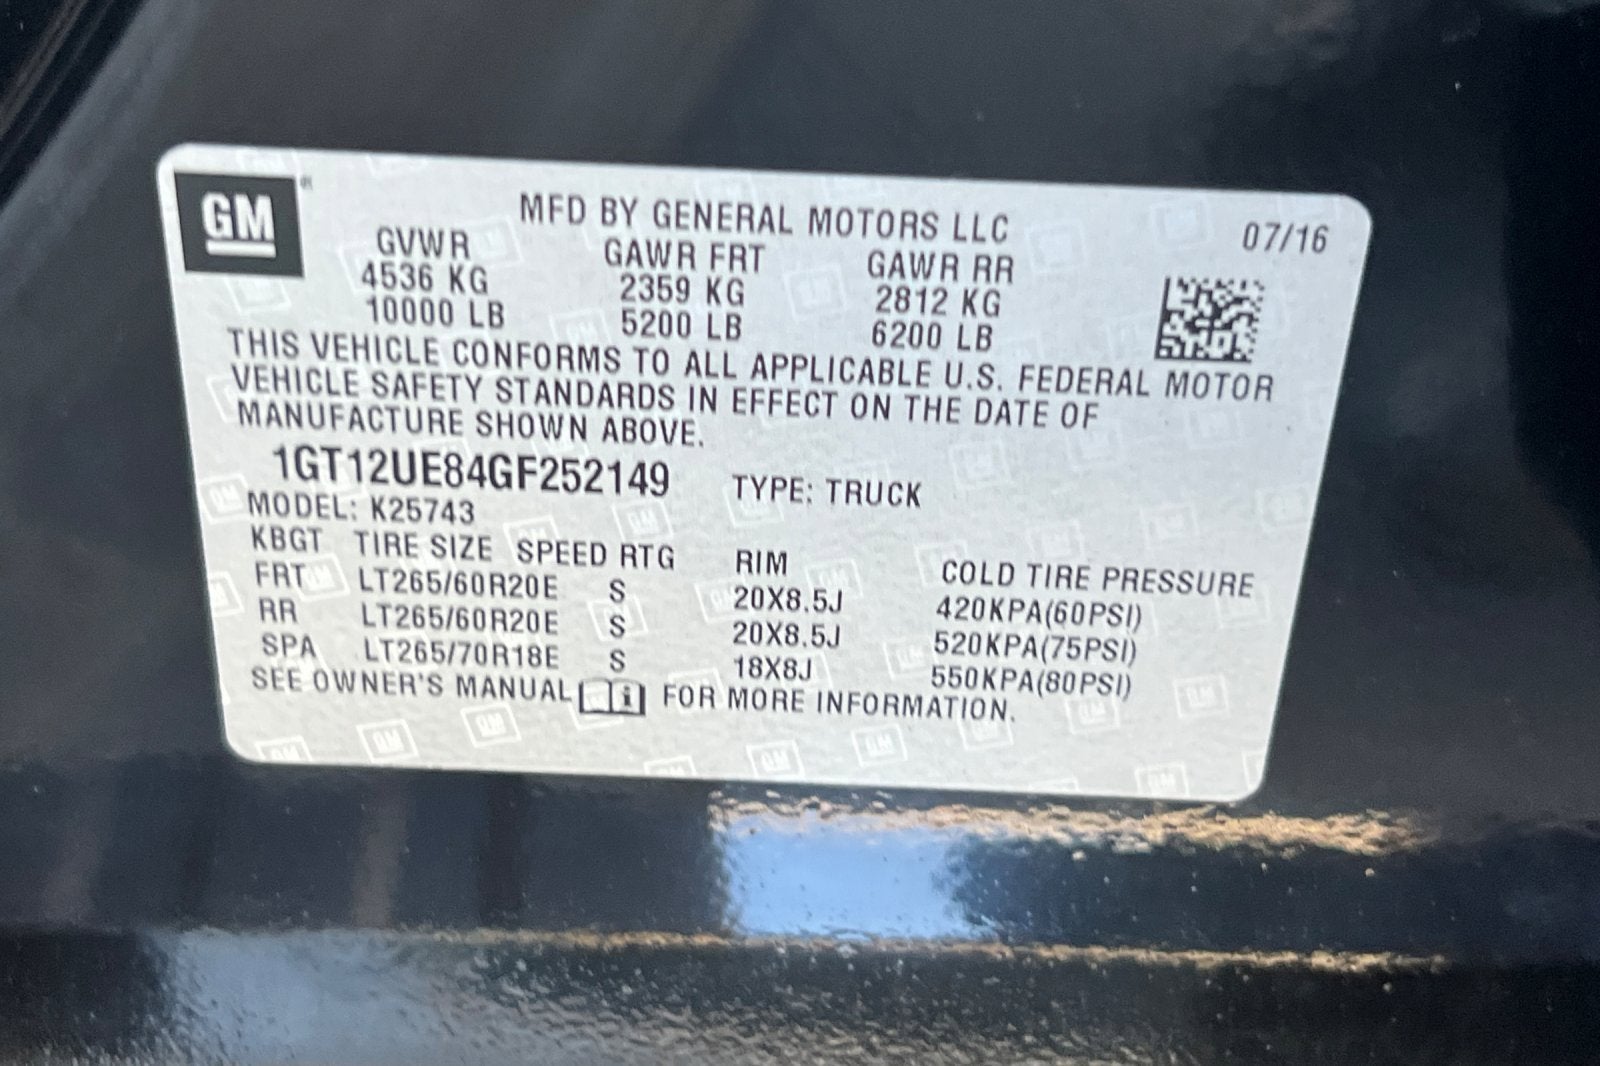 GM
MFD BY GENERAL MOTORS LLC 07/16
GVWR GAWR FRT GAWR RR
4536 KG 2359 KG 2812 KG
10000 LB 5200 LB 6200 LB
THIS VEHICLE CONFORMS TO ALL APPLICABLE U.S. FEDERAL MOTOR
VEHICLE SAFETY STANDARDS IN EFFECT ON THE DATE OF
MANUFACTURE SHOWN ABOVE.
1GT12UE84GF252149 TYPE: TRUCK
MODEL: K25743
KBGT TIRE SIZE SPEED RTG RIM COLD TIRE PRESSURE
FRT LT265/60R20E S 20X8.5J 420KPA(60PSI)
RR LT265/60R20E S 20X8.5J 520KPA(75PSI)
SPA LT265/70R18E S 18X8J 550KPA(80PSI)
SEE OWNER'S MANUAL i FOR MORE INFORMATION.